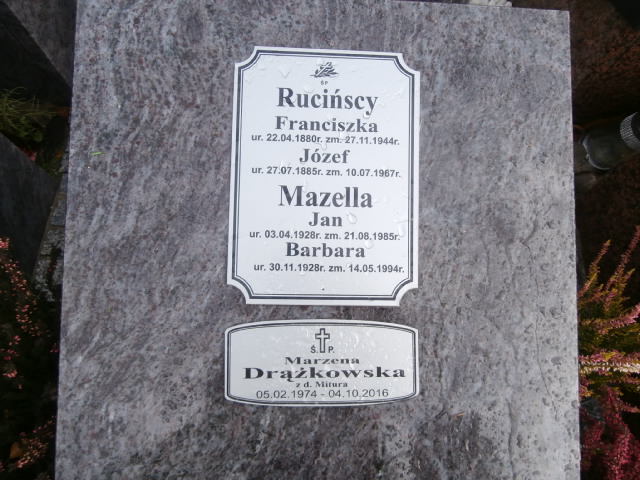 ŚP
Rucińscy
Franciszka
ur. 22.04.1880r. zm. 27.11.1944r.
Józef
ur. 27.07.1885r. zm. 10.07.1967r.
Mazella
Jan
ur. 03.04.1928r. zm. 21.08.1985r.
Barbara
ur. 30.11.1928r. zm. 14.05.1994r.
Ś. P.
Marzena
Drążkowska
z d. Mitura
05.02.1974 - 04.10.2016